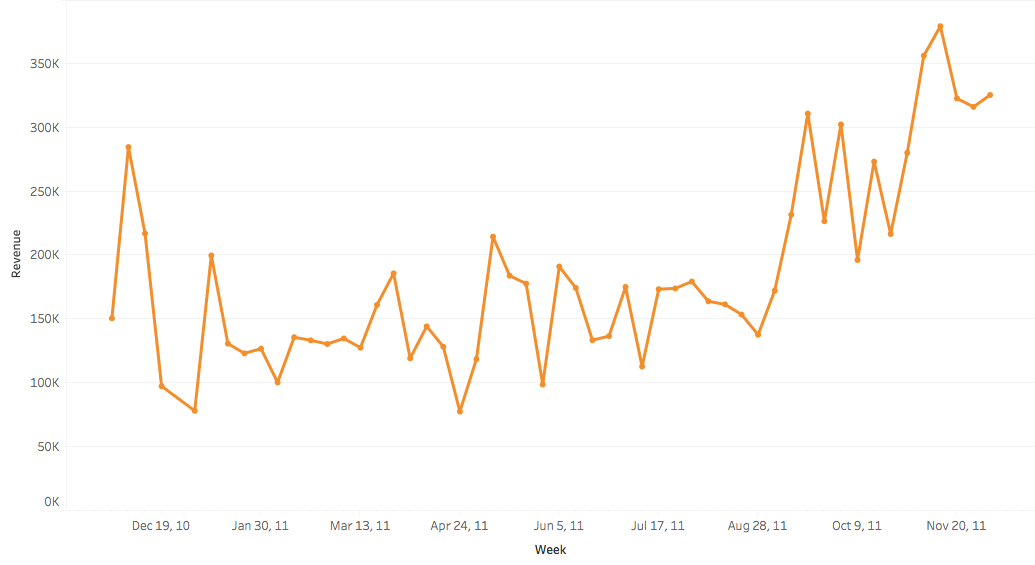 350K
300K
250K
200K
150K
100K
50K
0K
Revenue
Dec 19, 10 Jan 30, 11 Mar 13, 11 Apr 24, 11 Jun 5, 11 Jul 17, 11 Aug 28, 11 Oct 9, 11 Nov 20, 11
Week